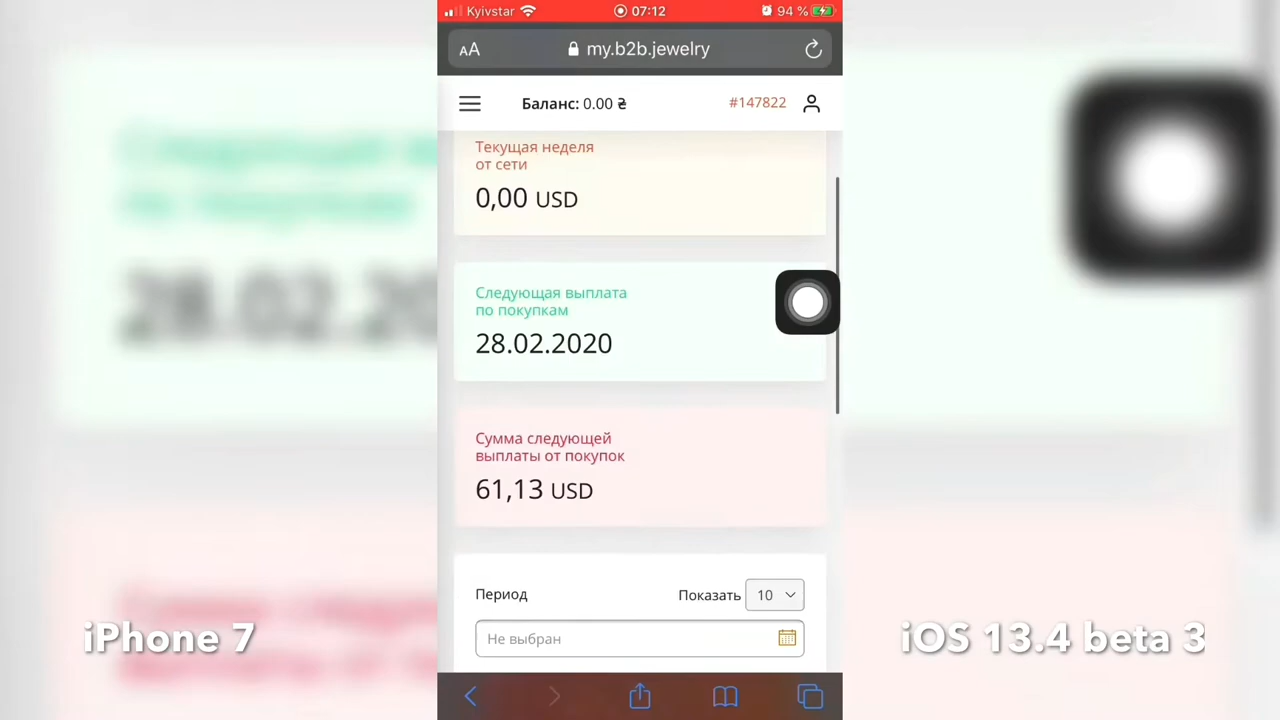 Kyivstar
07:12
94 %
AA
my.b2b.jewelry
Баланс: 0.00 ₴
#147822
Текущая неделя
от сети
0,00 USD
Следующая выплата
по покупкам
28.02.2020
Сумма следующей
выплаты от покупок
61,13 USD
Период
Показать
10
Не выбран
iPhone 7
iOS 13.4 beta 3